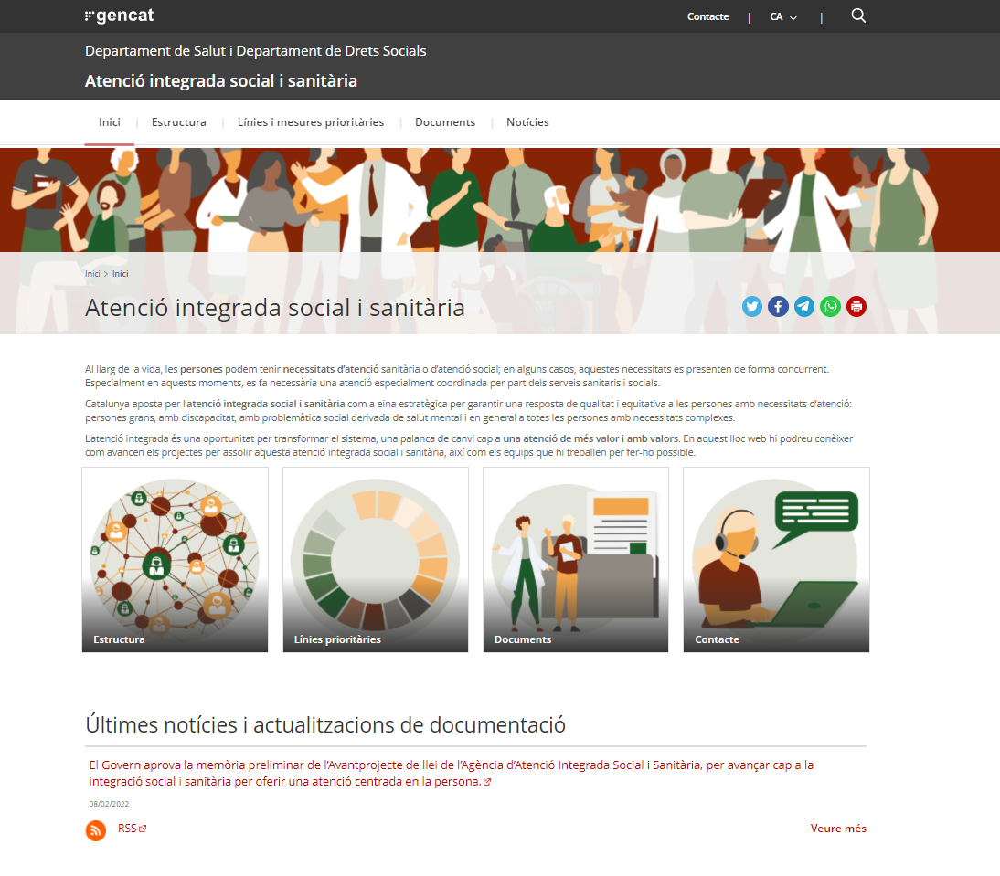 gencat
Contacte | CA |
Departament de Salut i Departament de Drets Socials
Atenció integrada social i sanitària
Inici | Estructura | Línies i mesures prioritàries | Documents | Notícies
Inici > Inici
Atenció integrada social i sanitària
Al llarg de la vida, les persones podem tenir necessitats d'atenció sanitària o d'atenció social; en alguns casos, aquestes necessitats es presenten de forma concurrent.
Especialment en aquests moments, es fa necessària una atenció especialment coordinada per part dels serveis sanitaris i socials.
Catalunya aposta per l'atenció integrada social i sanitària com a eina estratègica per garantir una resposta de qualitat i equitativa a les persones amb necessitats d'atenció:
persones grans, amb discapacitat, amb problemàtica social derivada de salut mental i en general a totes les persones amb necessitats complexes.
L'atenció integrada és una oportunitat per transformar el sistema, una palanca de canvi cap a una atenció de més valor i amb valors. En aquest lloc web hi podreu conèixer
com avancen els projectes per assolir aquesta atenció integrada social i sanitària, així com els equips que hi treballen per fer-ho possible.
Estructura
Línies prioritàries
Documents
Contacte
Últimes notícies i actualitzacions de documentació
El Govern aprova la memòria preliminar de l'Avantprojecte de llei de l'Agència d'Atenció Integrada Social i Sanitària, per avançar cap a la
integració social i sanitària per oferir una atenció centrada en la persona.
08/02/2022
RSS
Veure més